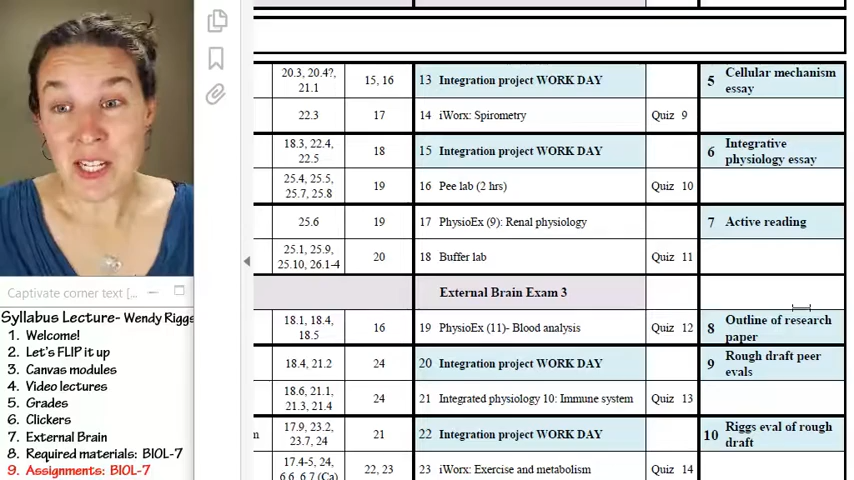 20.3, 20.4?,
21.1
15, 16
13 Integration project WORK DAY
5 Cellular mechanism
essay
22.3
17
14 iWorx: Spirometry
Quiz 9
18.3, 22.4,
22.5
18
15 Integration project WORK DAY
6 Integrative
physiology essay
25.4, 25.5,
25.7, 25.8
19
16 Pee lab (2 hrs)
Quiz 10
25.6
19
17 PhysioEx (9): Renal physiology
7 Active reading
25.1, 25.9,
25.10, 26.1-4
20
18 Buffer lab
Quiz 11
External Brain Exam 3
18.1, 18.4,
18.5
16
19 PhysioEx (11)- Blood analysis
Quiz 12
8 Outline of research
paper
18.4, 21.2
24
20 Integration project WORK DAY
9 Rough draft peer
evals
18.6, 21.1,
21.3, 21.4
24
21 Integrated physiology 10: Immune system
Quiz 13
m
17.9, 23.2,
23.7, 24
21
22 Integration project WORK DAY
10 Riggs eval of rough
draft
17.4-5, 24,
6.6, 6.7 (Ca)
22, 23
23 iWorx: Exercise and metabolism
Quiz 14
Captivate corner text [...
Syllabus Lecture- Wendy Riggs
1. Welcome!
2. Let's FLIP it up
3. Canvas modules
4. Video lectures
5. Grades
6. Clickers
7. External Brain
8. Required materials: BIOL-7
9. Assignments: BIOL-7